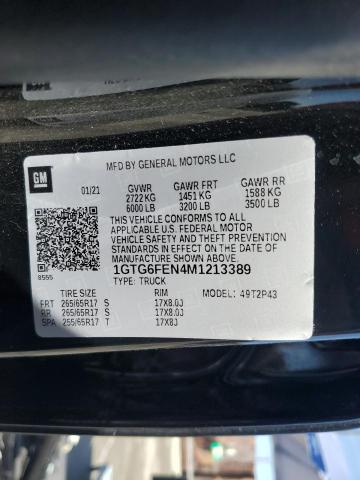 MFD BY GENERAL MOTORS LLC
GM
01/21 GVWR GAWR FRT GAWR RR
2722 KG 1451 KG 1588 KG
6000 LB 3200 LB 3500 LB
THIS VEHICLE CONFORMS TO ALL
APPLICABLE U.S. FEDERAL MOTOR
VEHICLE SAFETY AND THEFT PREVENTION
STANDARDS IN EFFECT ON THE DATE OF
MANUFACTURE SHOWN ABOVE.
8555
1GTG6FEN4M1213389
TYPE: TRUCK
TIRE SIZE RIM MODEL: 49T2P43
FRT 265/65R17 S 17X8.0J
RR 265/65R17 S 17X8.0J
SPA 255/65R17 T 17X8J